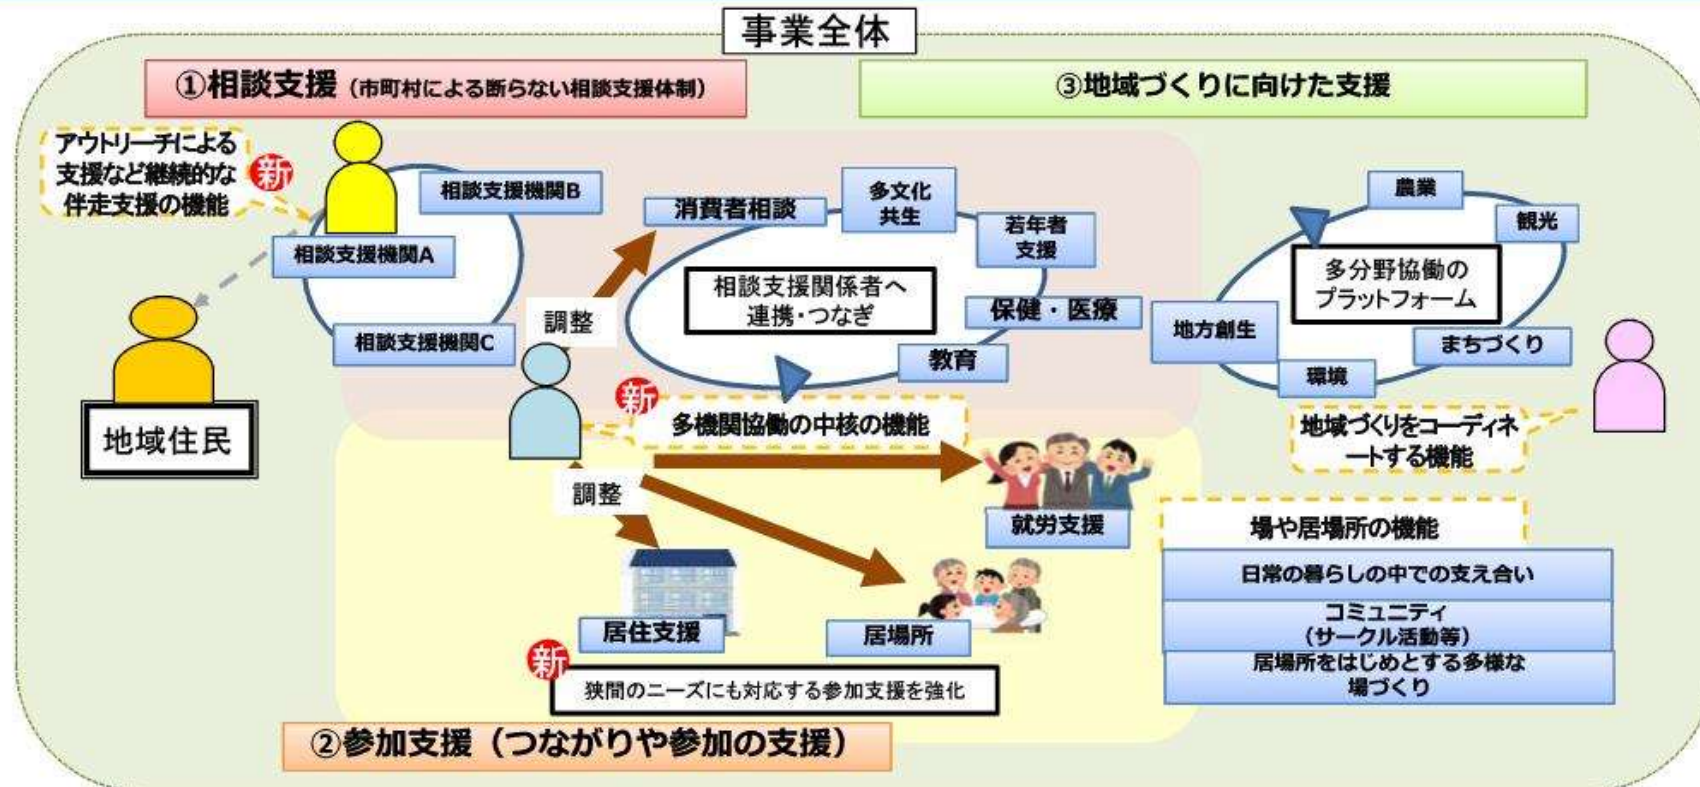 事業全体
①相談支援（市町村による断らない相談支援体制）
③地域づくりに向けた支援
アウトリーチによる
支援など継続的な
伴走支援の機能
新
相談支援機関B
相談支援機関A
相談支援機関C
地域住民
調整
消費者相談
多文化
共生
若年者
支援
保健・医療
教育
相談支援関係者へ
連携・つなぎ
新
多機関協働の中核の機能
調整
就労支援
居住支援
居場所
新
狭間のニーズにも対応する参加支援を強化
②参加支援（つながりや参加の支援）
農業
観光
多分野協働の
プラットフォーム
地方創生
まちづくり
環境
地域づくりをコーディネ
ートする機能
場や居場所の機能
日常の暮らしの中での支え合い
コミュニティ
（サークル活動等）
居場所をはじめとする多様な
場づくり